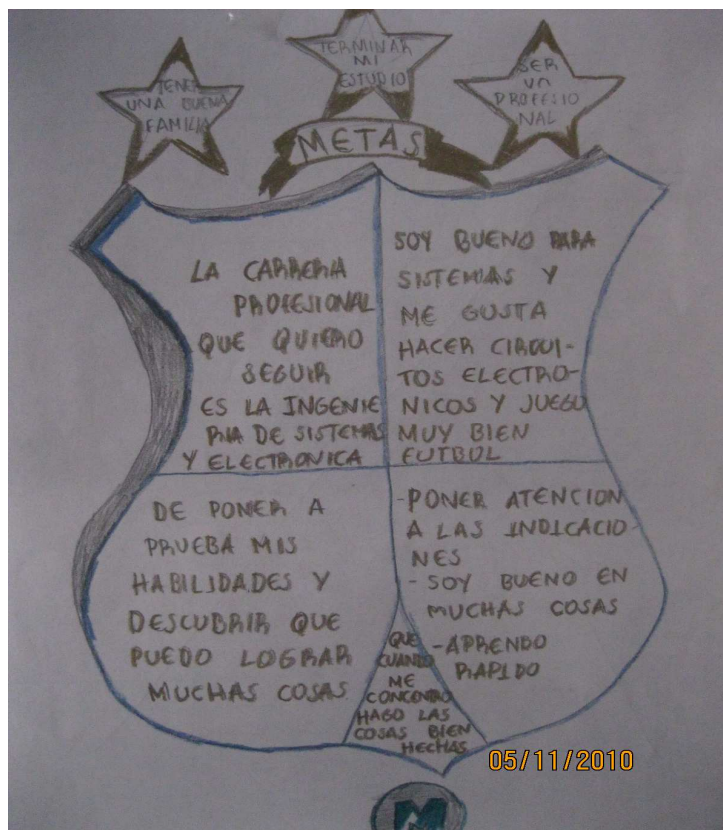 TENER
UNA BUENA
FAMILIA
TERMINAR
MI
ESTUDIO
SER
UN
PROFESIO
NAL
METAS
LA CARRERIA
PROFESIONAL
QUE QUIERO
SEGUIR
ES LA INGENIE
RIA DE SISTEMAS
Y ELECTRONICA
SOY BUENO PARA
SISTEMAS Y
ME GUSTA
HACER CIRQUI-
TOS ELECTRO-
NICOS Y JUEGO
MUY BIEN
FUTBOL
DE PONER A
PRUEBA MIS
HABILIDADES Y
DESCUBRIR QUE
PUEDO LOGRAR
MUCHAS COSAS
-PONER ATENCION
A LAS INDICACIO
NES
- SOY BUENO EN
MUCHAS COSAS
-APRENDO
RAPIDO
QUE
CUANDO
ME
CONCENTRO
HAGO LAS
COSAS BIEN
HECHAS
05/11/2010
M